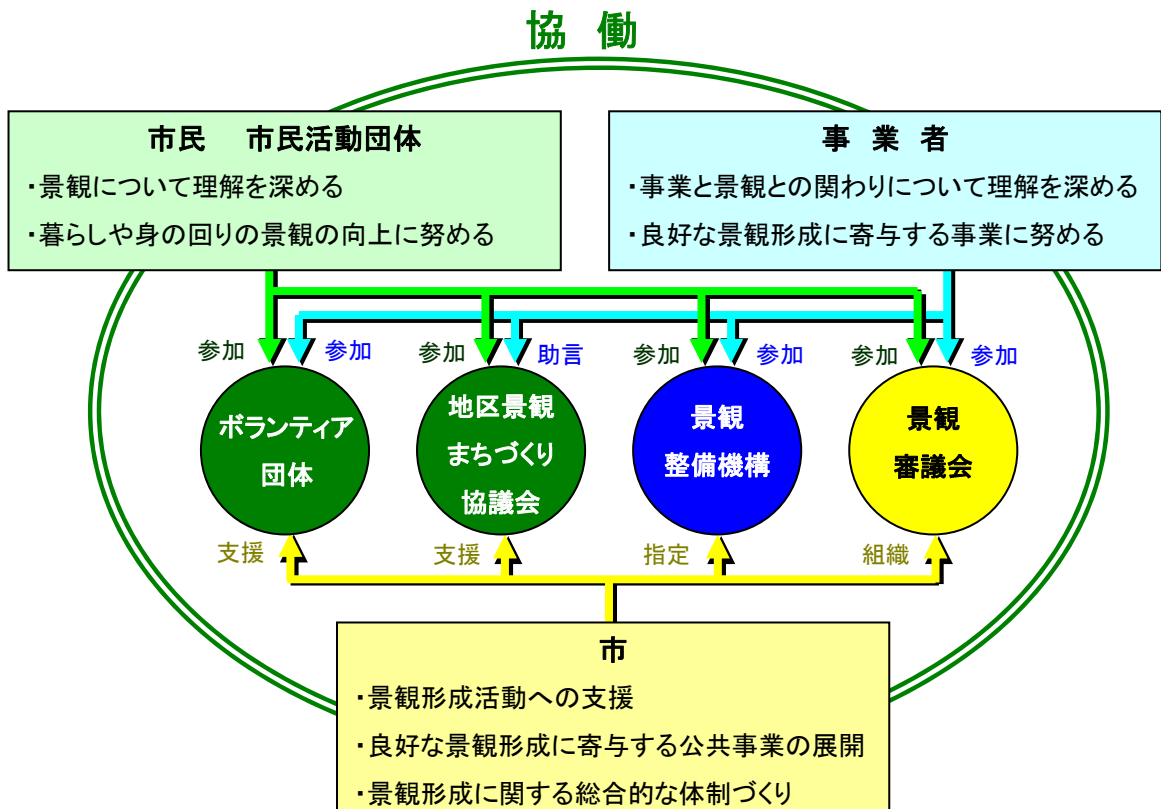 協 働
市民 市民活動団体
・景観について理解を深める
・暮らしや身の回りの景観の向上に努める
事 業 者
・事業と景観との関わりについて理解を深める
・良好な景観形成に寄与する事業に努める
参加 参加 参加 助言 参加 参加 参加 参加
ボランティア
団体
地区景観
まちづくり
協議会
景観
整備機構
景観
審議会
支援 支援 指定 組織
市
・景観形成活動への支援
・良好な景観形成に寄与する公共事業の展開
・景観形成に関する総合的な体制づくり